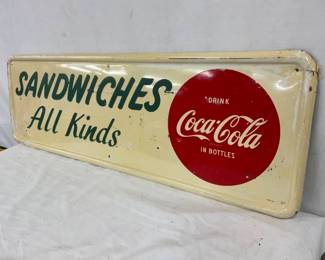 SANDWICHES
All Kinds
DRINK
Coca-Cola
IN BOTTLES